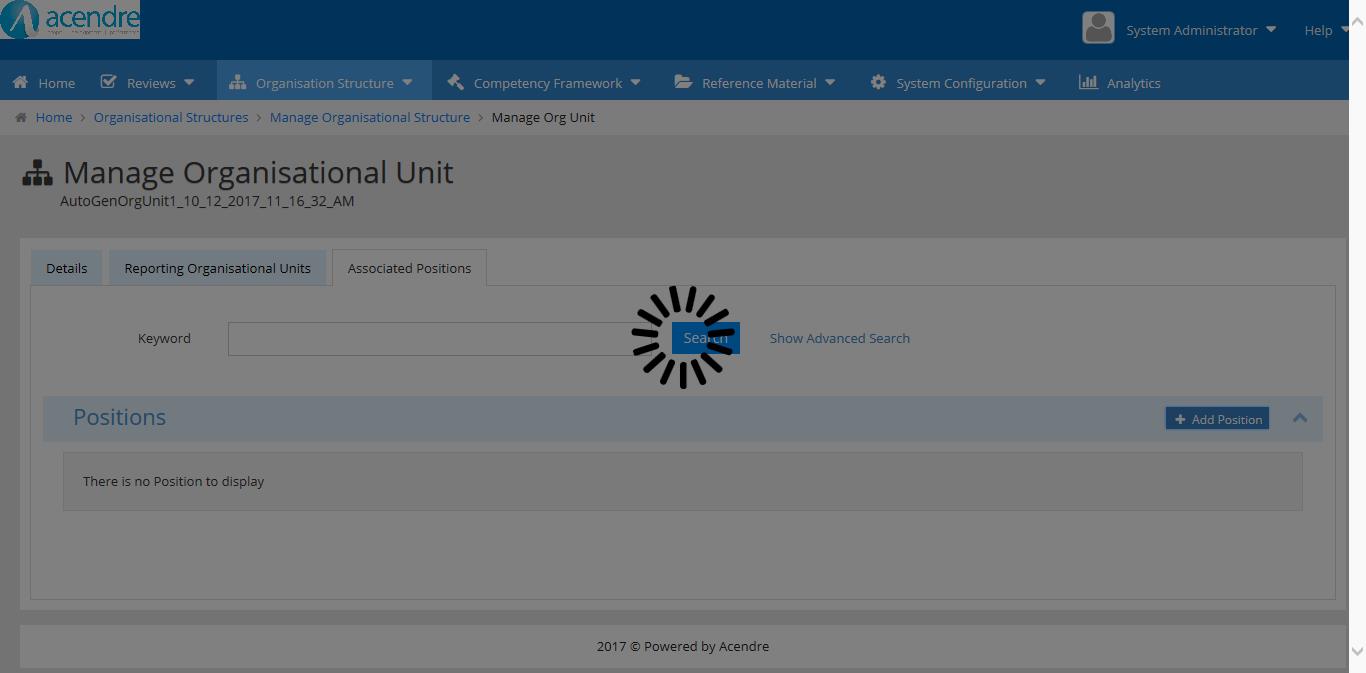 acendre
System Administrator
Help
Home
Reviews
Organisation Structure
Competency Framework
Reference Material
System Configuration
Analytics
Home > Organisational Structures > Manage Organisational Structure > Manage Org Unit
Manage Organisational Unit
AutoGenOrgUnit1_10_12_2017_11_16_32_AM
Details
Reporting Organisational Units
Associated Positions
Keyword
Search
Show Advanced Search
Positions
+ Add Position
There is no Position to display
2017 © Powered by Acendre